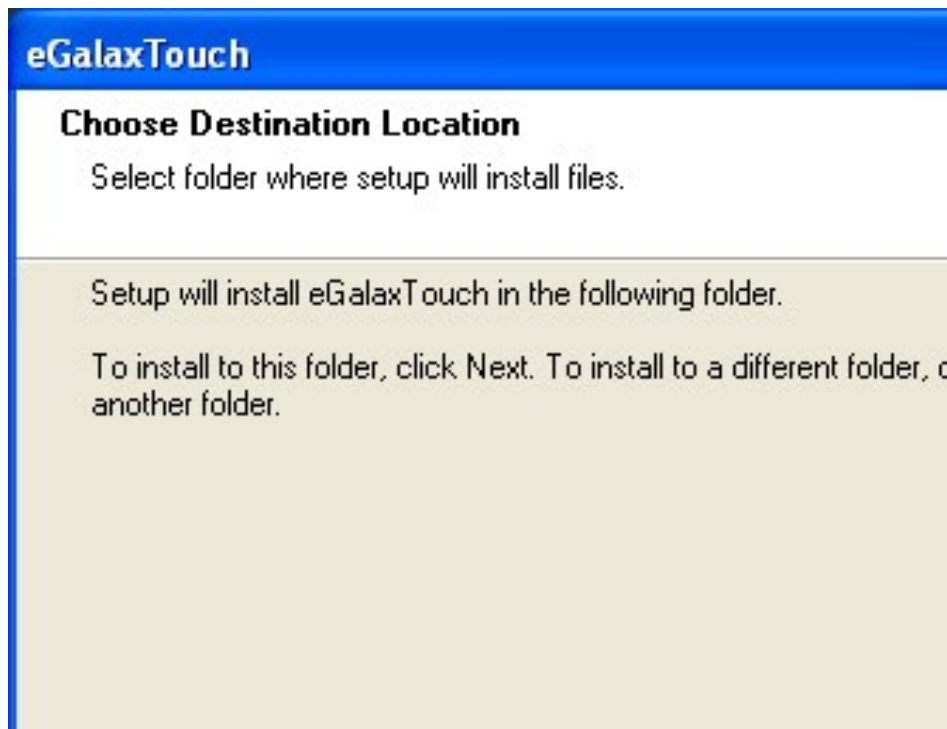 eGalaxTouch
Choose Destination Location
Select folder where setup will install files.
Setup will install eGalaxTouch in the following folder.
To install to this folder, click Next. To install to a different folder,
another folder.